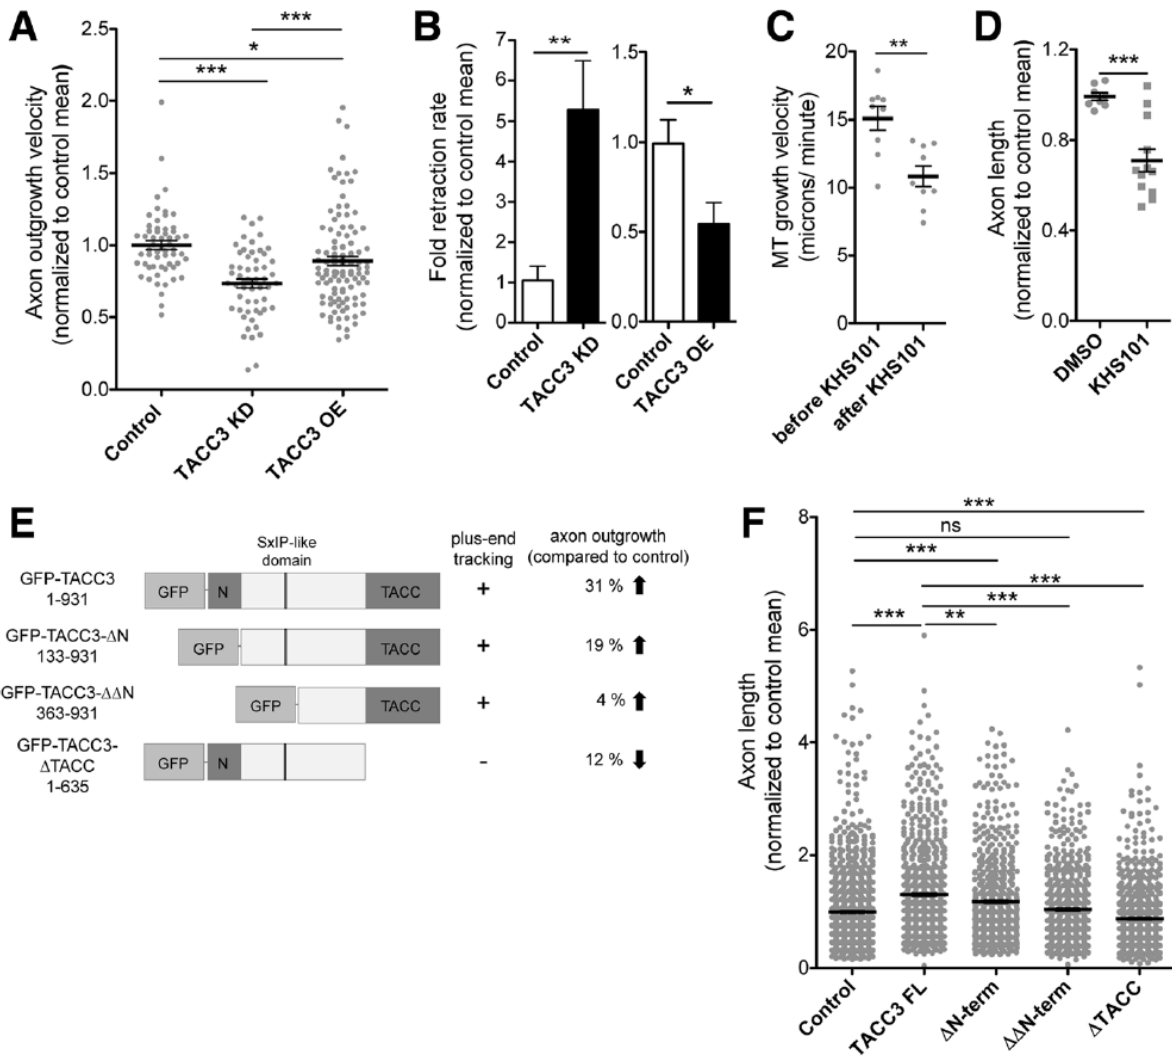 A
Axon outgrowth velocity
(normalized to control mean)
2.5
2.0
1.5
1.0
0.5
0.0
***
*
***
Control
TACC3 KD
TACC3 OE
B
Fold retraction rate
(normalized to control mean)
7
6
5
4
3
2
1
0
**
Control
TACC3 KD
1.5
1.0
0.5
0.0
*
Control
TACC3 OE
C
MT growth velocity
(microns/ minute)
20
15
10
5
0
**
before KHS101
after KHS101
D
Axon length
(normalized to control mean)
1.2
0.8
0.4
0.0
***
DMSO
KHS101
E
SxIP-like
domain
plus-end
tracking
axon outgrowth
(compared to control)
GFP-TACC3
1-931
GFP
N
TACC
+
31 %
GFP-TACC3-ΔN
133-931
GFP
TACC
+
19 %
GFP-TACC3-ΔΔN
363-931
GFP
TACC
+
4 %
GFP-TACC3-
ΔTACC
1-635
GFP
N
-
12 %
F
Axon length
(normalized to control mean)
8
6
4
2
0
***
ns
***
***
***
***
**
Control
TACC3 FL
ΔN-term
ΔΔN-term
ΔTACC